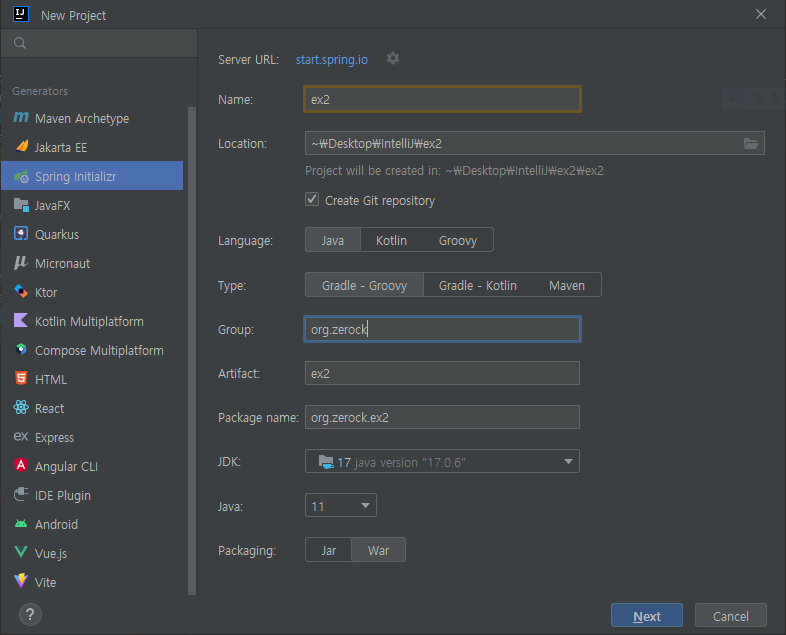 New Project
Generators
Maven Archetype
Jakarta EE
Spring Initializr
JavaFX
Quarkus
Micronaut
Ktor
Kotlin Multiplatform
Compose Multiplatform
HTML
React
Express
Angular CLI
IDE Plugin
Android
Vue.js
Vite
?
Server URL: start.spring.io
Name: ex2
Location: ~₩Desktop₩IntelliJ₩ex2
Project will be created in: ~₩Desktop₩IntelliJ₩ex2₩ex2
Create Git repository
Language: Java Kotlin Groovy
Type: Gradle - Groovy Gradle - Kotlin Maven
Group: org.zerock
Artifact: ex2
Package name: org.zerock.ex2
JDK: 17 java version "17.0.6"
Java: 11
Packaging: Jar War
Next Cancel